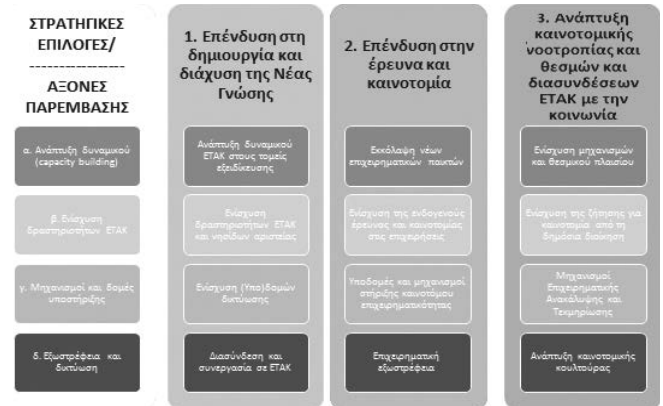 ΣΤΡΑΤΗΓΙΚΕΣ
ΕΠΙΛΟΓΕΣ/
-----------------
ΑΞΟΝΕΣ
ΠΑΡΕΜΒΑΣΗΣ
α. Ανάπτυξη δυναμικού
(capacity building)
β. Ενίσχυση
δραστηριοτήτων ΕΤΑΚ
γ. Μηχανισμοί και δομές
υποστήριξης
δ. Εξωστρέφεια και
δικτύωση
1. Επένδυση στη
δημιουργία και
διάχυση της Νέας
Γνώσης
Ανάπτυξη δυναμικού
ΕΤΑΚ στους τομείς
εξειδίκευσης
Ενίσχυση
δραστηριοτήτων ΕΤΑΚ
και νησίδων αριστείας
Ενίσχυση (Υπο)δομών
δικτύωσης
Διασύνδεση και
συνεργασία σε ΕΤΑΚ
2. Επένδυση στην
έρευνα και
καινοτομία
Εκκόλαψη νέων
επιχειρηματικών παικτών
Ενίσχυση της ενδογενούς
έρευνας και καινοτομίας
στις επιχειρήσεις
Υποδομές και μηχανισμοί
στήριξης καινοτόμου
επιχειρηματικότητας
Επιχειρηματική
εξωστρέφεια
3. Ανάπτυξη
καινοτομικής
νοοτροπίας και
θεσμών και
διασυνδέσεων
ΕΤΑΚ με την
κοινωνία
Ενίσχυση μηχανισμών
και θεσμικού πλαισίου
Ενίσχυση της ζήτησης για
καινοτομία από τη
δημόσια διοίκηση
Μηχανισμοί
Επιχειρηματικής
Ανακάλυψης και
Τεκμηρίωσης
Ανάπτυξη καινοτομικής
κουλτούρας